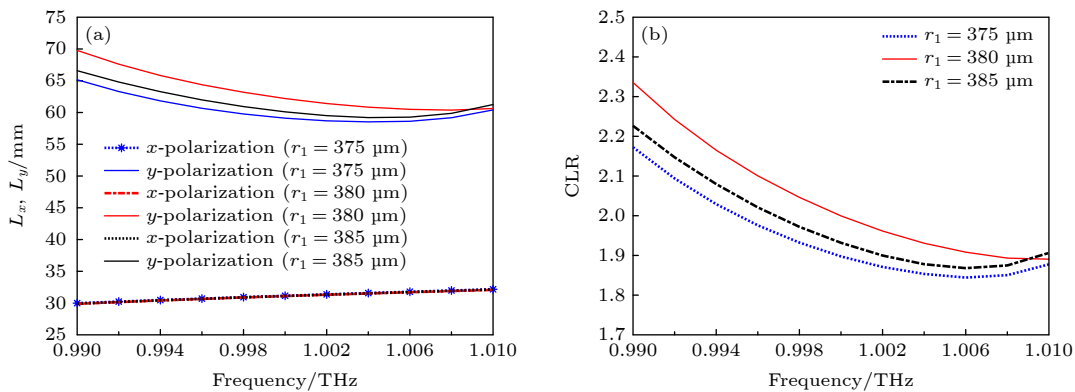 (a)
75
70
65
60
55
50
45
40
35
30
25
Lx, Ly/mm
x-polarization (r1 = 375 µm)
y-polarization (r1 = 375 µm)
x-polarization (r1 = 380 µm)
y-polarization (r1 = 380 µm)
x-polarization (r1 = 385 µm)
y-polarization (r1 = 385 µm)
0.990 0.994 0.998 1.002 1.006 1.010
Frequency/THz
(b)
r1 = 375 µm
r1 = 380 µm
r1 = 385 µm
2.5
2.4
2.3
2.2
2.1
2.0
1.9
1.8
1.7
CLR
0.990 0.994 0.998 1.002 1.006 1.010
Frequency/THz